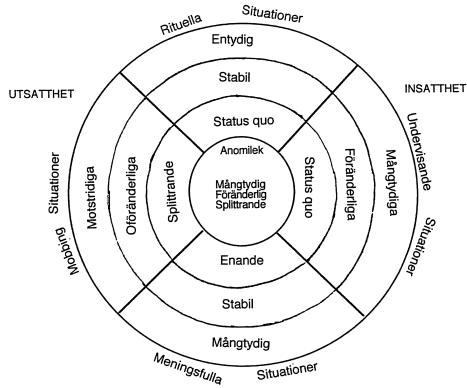 Rituella Situationer
Entydig
Stabil
Status quo
UTSATTHET
INSATTHET
Mobbing Situationer
Motstridiga
Oföränderliga
Splittrande
Anomilek
Mångtydig
Föränderlig
Splittrande
Status quo
Föränderliga
Mångtydiga
Undervisande Situationer
Enande
Stabil
Mångtydig
Meningsfulla Situationer